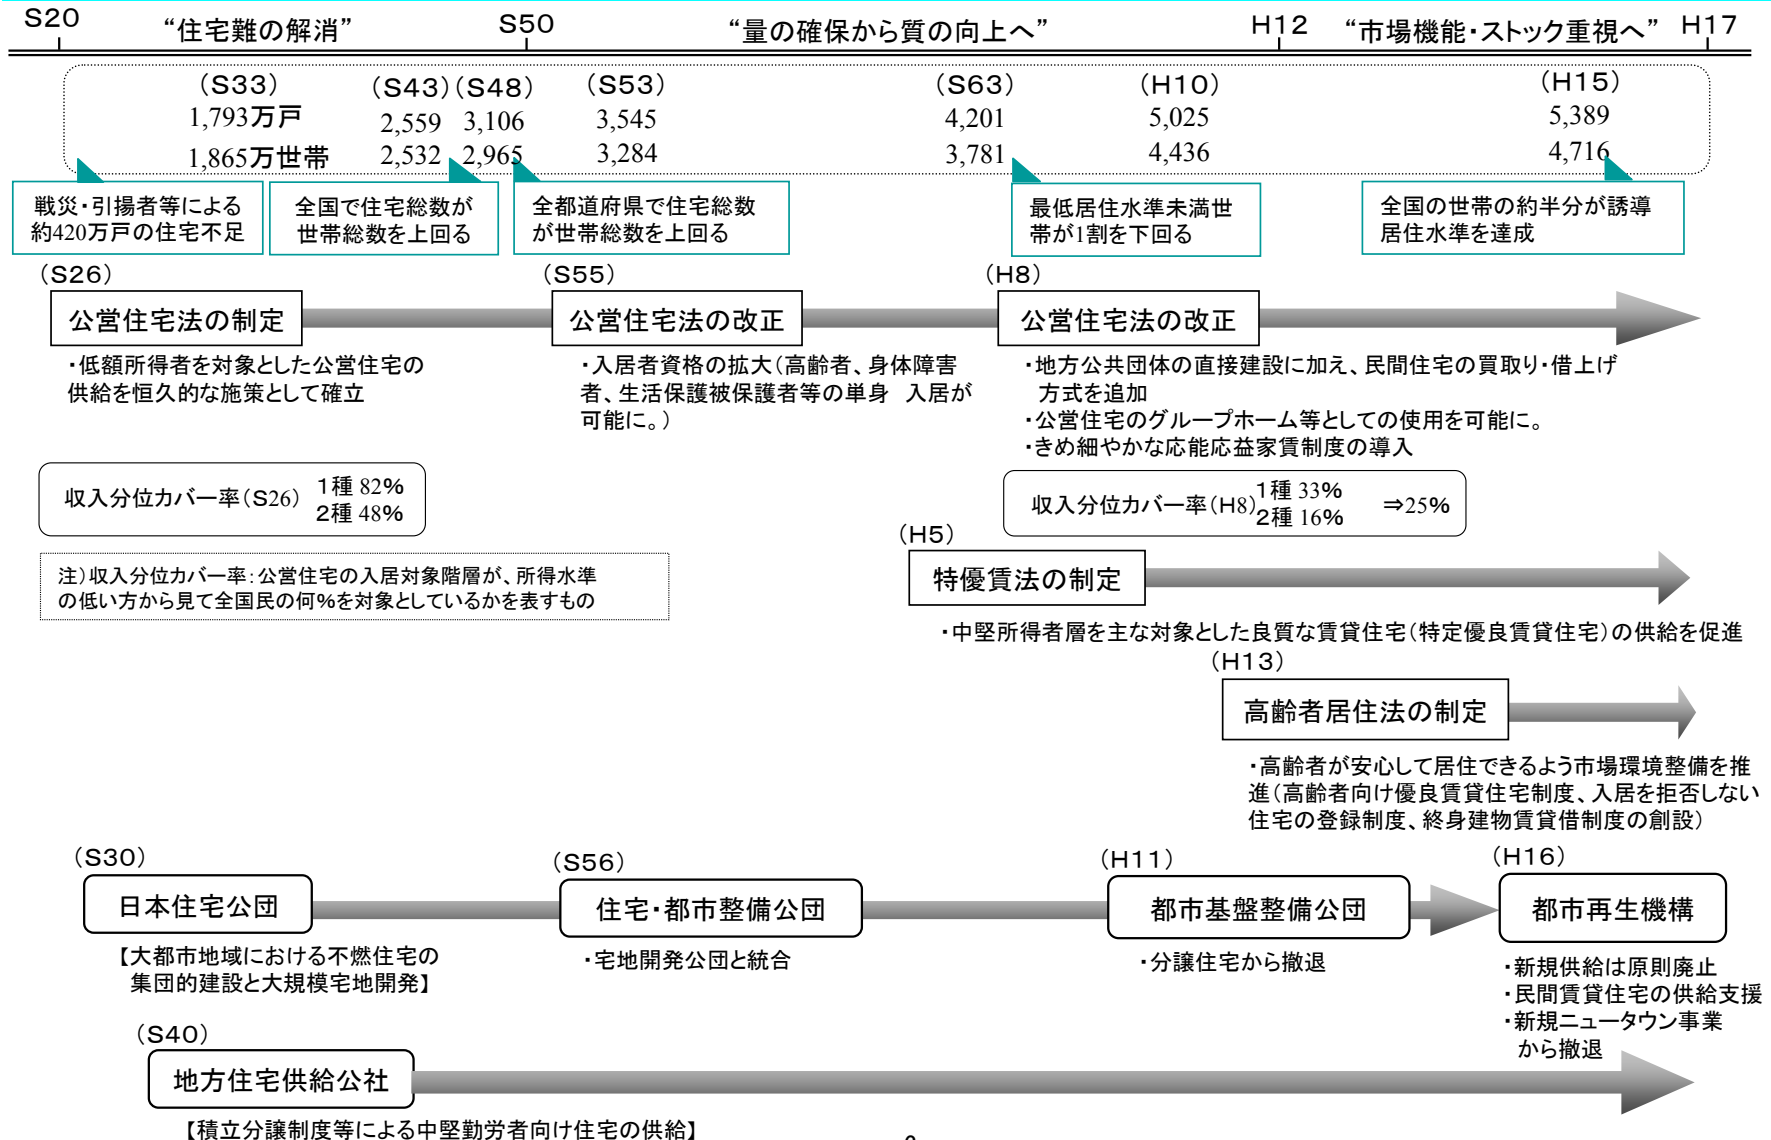 S20 “住宅難の解消” S50 “量の確保から質の向上へ” H12 “市場機能・ストック重視へ” H17
(S33) (S43) (S48) (S53) (S63) (H10) (H15)
1,793万戸 2,559 3,106 3,545 4,201 5,025 5,389
1,865万世帯 2,532 2,965 3,284 3,781 4,436 4,716
戦災・引揚者等による
約420万戸の住宅不足
全国で住宅総数が
世帯総数を上回る
全都道府県で住宅総数
が世帯総数を上回る
最低居住水準未満世
帯が1割を下回る
全国の世帯の約半分が誘導
居住水準を達成
(S26)
公営住宅法の制定
・低額所得者を対象とした公営住宅の
供給を恒久的な施策として確立
(S55)
公営住宅法の改正
・入居者資格の拡大(高齢者、身体障害
者、生活保護被保護者等の単身 入居が
可能に。)
(H8)
公営住宅法の改正
・地方公共団体の直接建設に加え、民間住宅の買取り・借上げ
方式を追加
・公営住宅のグループホーム等としての使用を可能に。
・きめ細やかな応能応益家賃制度の導入
収入分位カバー率(S26) 1種 82%
2種 48%
収入分位カバー率(H8) 1種 33%
2種 16% ⇒25%
注)収入分位カバー率:公営住宅の入居対象階層が、所得水準
の低い方から見て全国民の何%を対象としているかを表すもの
(H5)
特優賃法の制定
・中堅所得者層を主な対象とした良質な賃貸住宅(特定優良賃貸住宅)の供給を促進
(H13)
高齢者居住法の制定
・高齢者が安心して居住できるよう市場環境整備を推
進(高齢者向け優良賃貸住宅制度、入居を拒否しない
住宅の登録制度、終身建物賃貸借制度の創設)
(S30)
日本住宅公団
【大都市地域における不燃住宅の
集団的建設と大規模宅地開発】
(S56)
住宅・都市整備公団
・宅地開発公団と統合
(H11)
都市基盤整備公団
・分譲住宅から撤退
(H16)
都市再生機構
・新規供給は原則廃止
・民間賃貸住宅の供給支援
・新規ニュータウン事業
から撤退
(S40)
地方住宅供給公社
【積立分譲制度等による中堅勤労者向け住宅の供給】